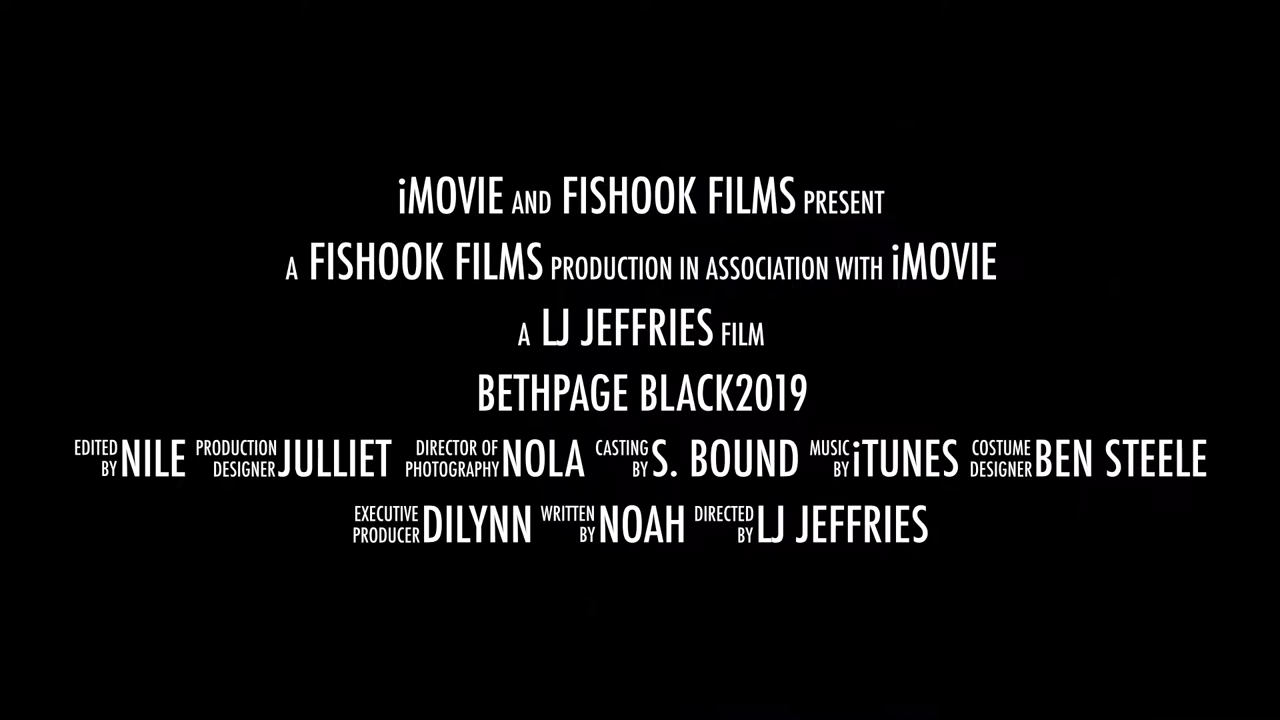 iMOVIE AND FISHOOK FILMS PRESENT
A FISHOOK FILMS PRODUCTION IN ASSOCIATION WITH iMOVIE
A LJ JEFFRIES FILM
BETHPAGE BLACK2019
EDITED BY NILE PRODUCTION DESIGNER JULLIET DIRECTOR OF PHOTOGRAPHY NOLA CASTING BY S. BOUND MUSIC BY iTUNES COSTUME DESIGNER BEN STEELE
EXECUTIVE PRODUCER DILYNN WRITTEN BY NOAH DIRECTED BY LJ JEFFRIES